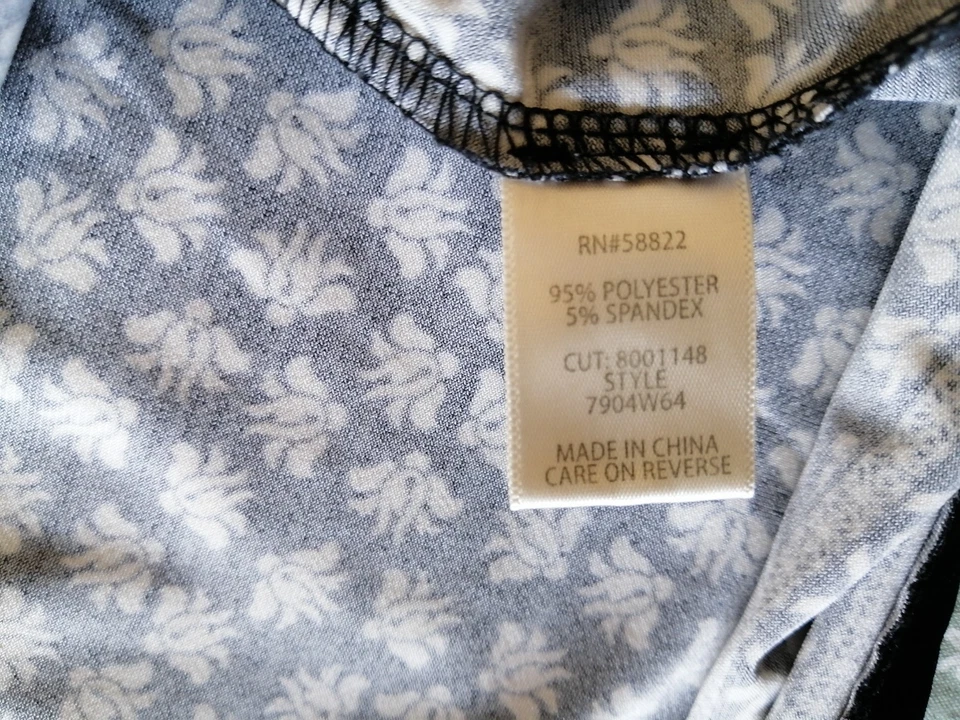 RN#58822
95% POLYESTER
5% SPANDEX
CUT: 8001148
STYLE
7904W64
MADE IN CHINA
CARE ON REVERSE